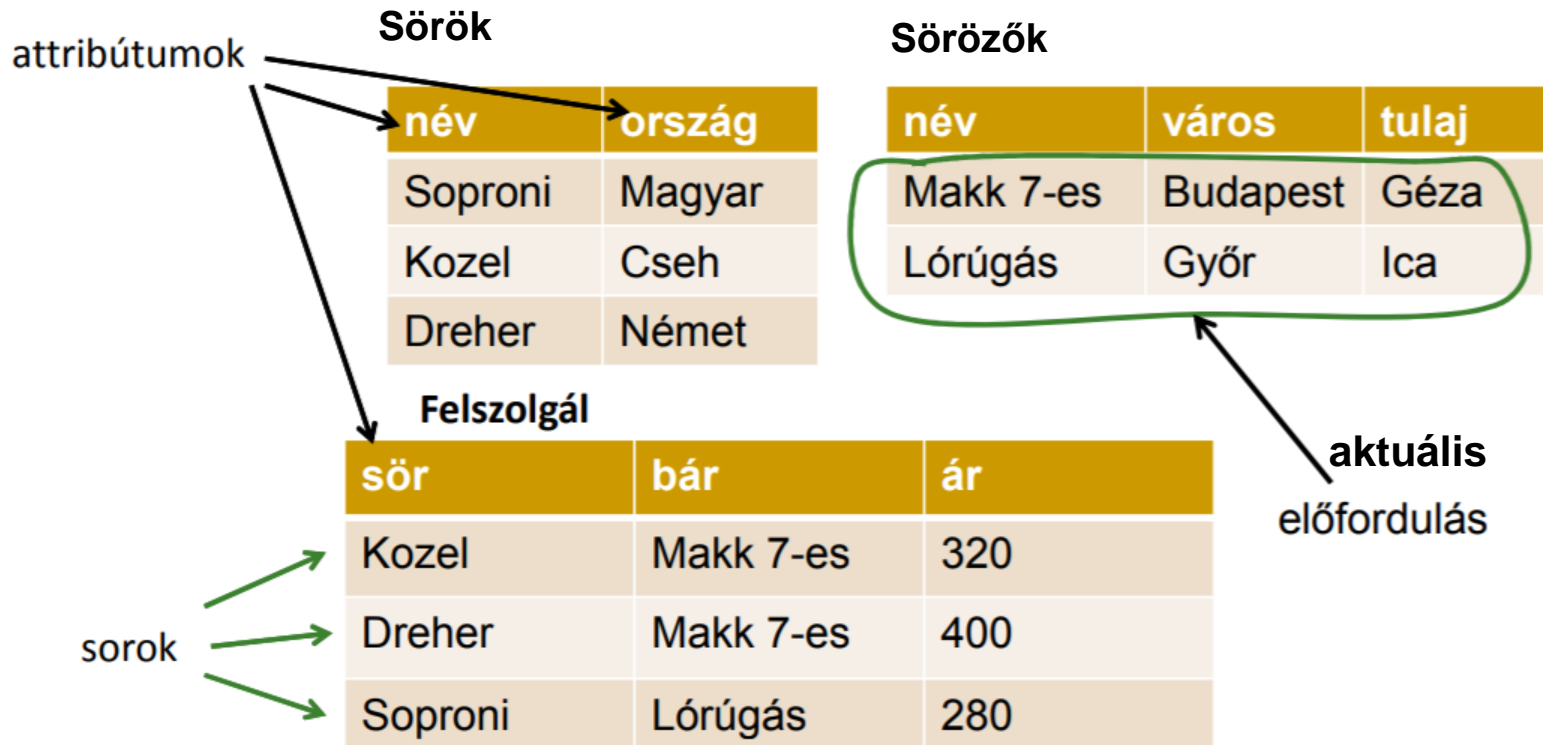 attribútumok
Sörök
név ország
Soproni Magyar
Kozel Cseh
Dreher Német
Sörözők
név város tulaj
Makk 7-es Budapest Géza
Lórúgás Győr Ica
aktuális
előfordulás
Felszolgál
sör bár ár
Kozel Makk 7-es 320
Dreher Makk 7-es 400
Soproni Lórúgás 280
sorok